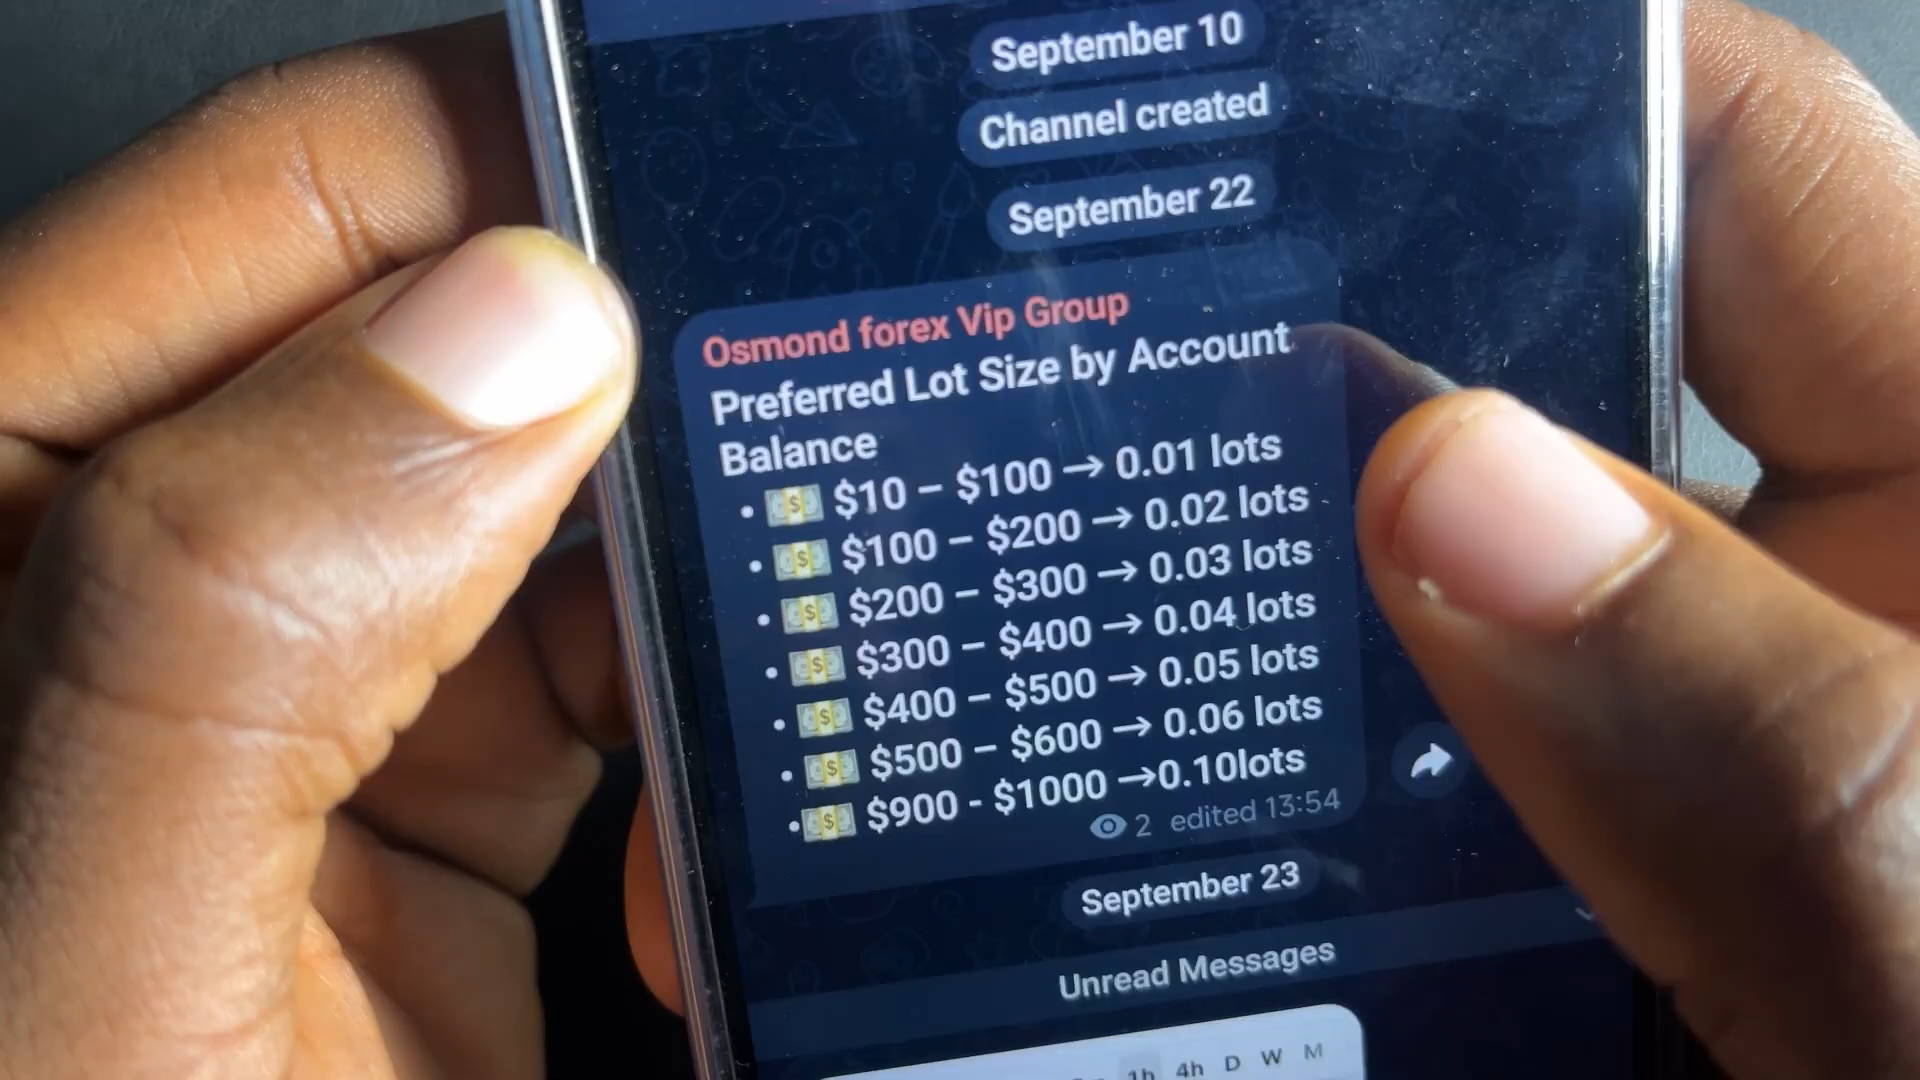 September 10
Channel created
September 22
Osmond forex Vip Group
Preferred Lot Size by Account
Balance
• 💵 $10 – $100 → 0.01 lots
• 💵 $100 – $200 → 0.02 lots
• 💵 $200 – $300 → 0.03 lots
• 💵 $300 – $400 → 0.04 lots
• 💵 $400 – $500 → 0.05 lots
• 💵 $500 – $600 → 0.06 lots
•💵 $900 - $1000 →0.10lots
2 edited 13:54
September 23
Unread Messages
1h 4h D W M